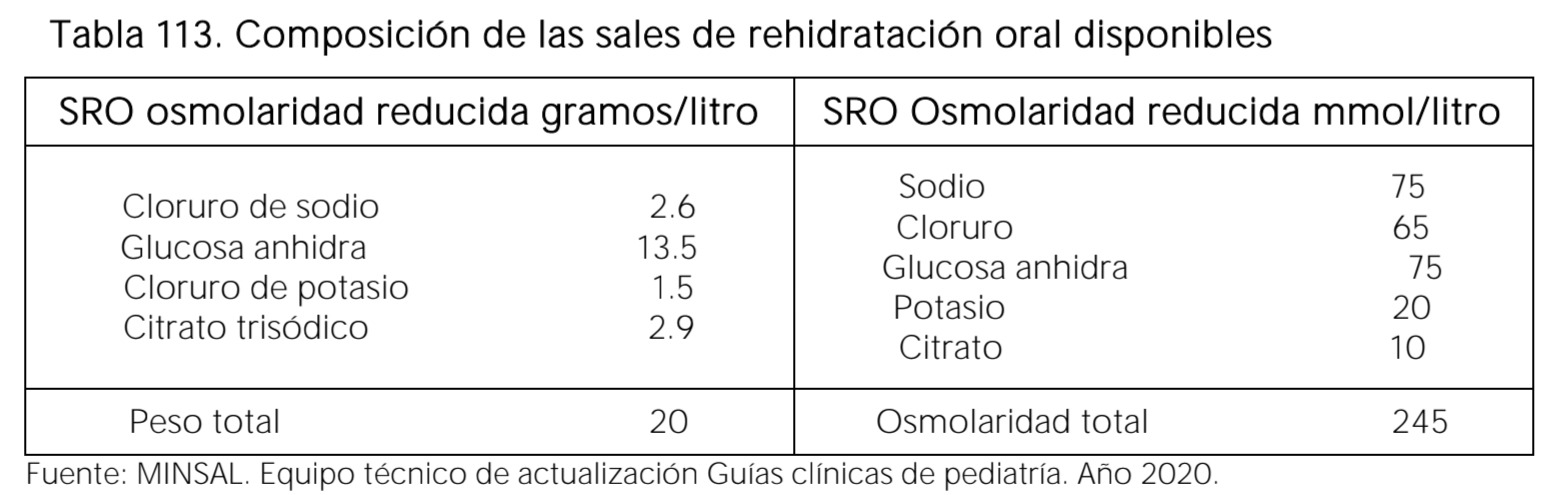 Tabla 113. Composición de las sales de rehidratación oral disponibles
SRO osmolaridad reducida gramos/litro SRO Osmolaridad reducida mmol/litro
Cloruro de sodio 2.6
Glucosa anhidra 13.5
Cloruro de potasio 1.5
Citrato trisódico 2.9
Sodio 75
Cloruro 65
Glucosa anhidra 75
Potasio 20
Citrato 10
Peso total 20 Osmolaridad total 245
Fuente: MINSAL. Equipo técnico de actualización Guías clínicas de pediatría. Año 2020.